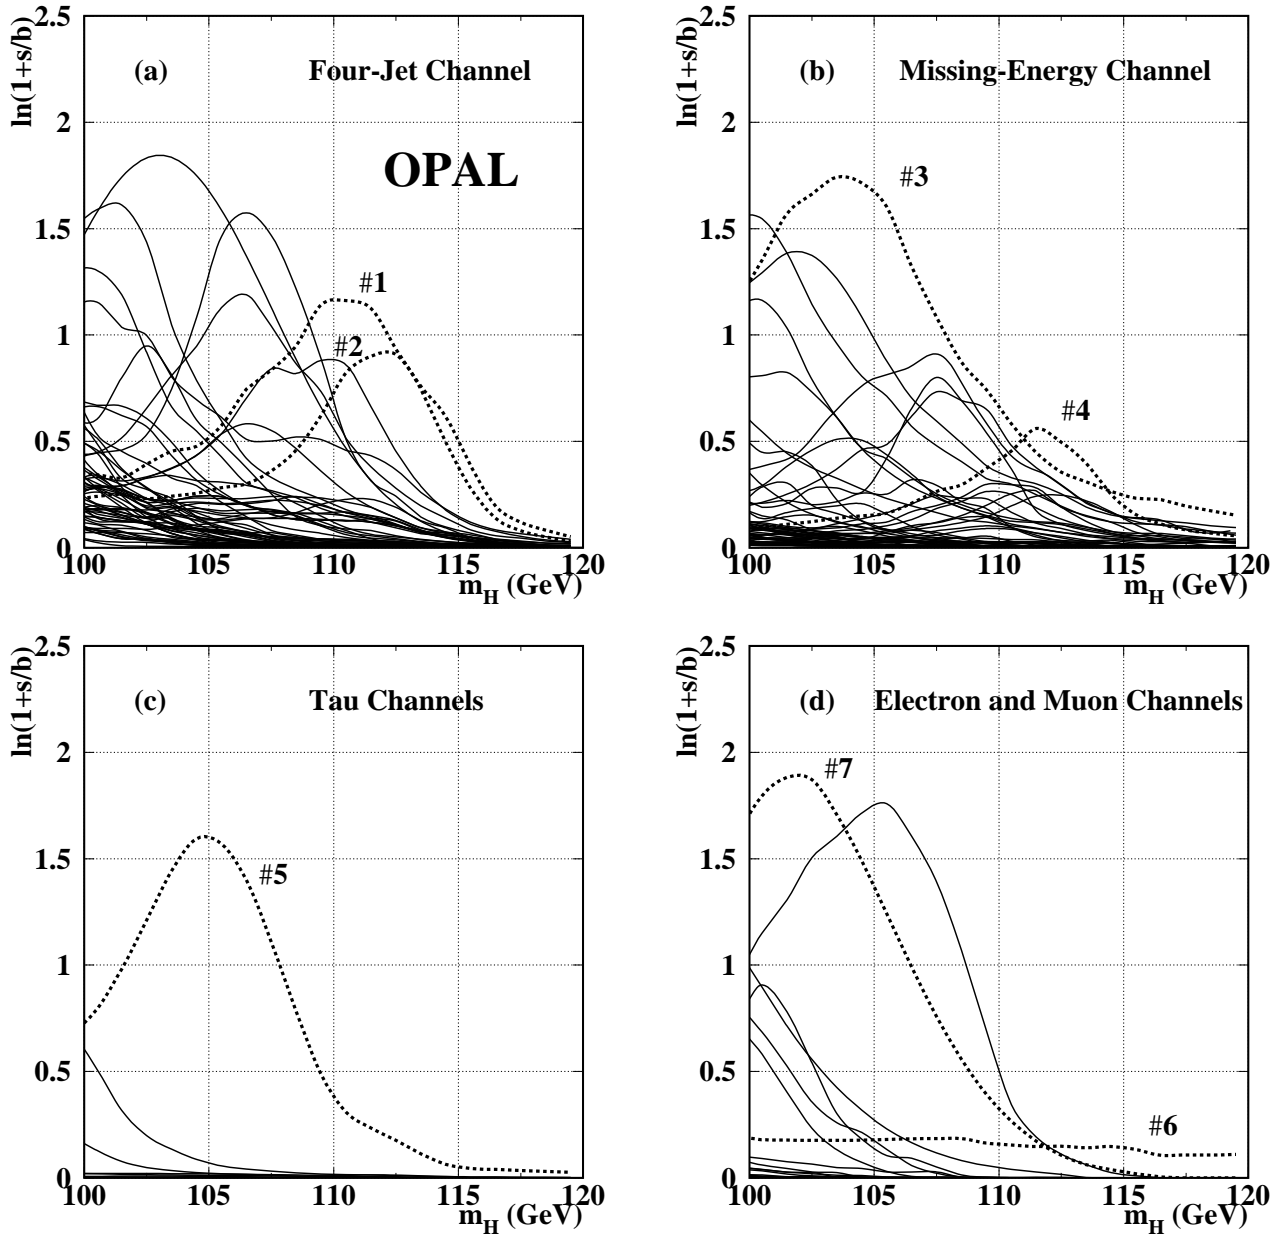 ln(1+s/b)
2.5
2
1.5
1
0.5
0
(a) Four-Jet Channel
OPAL
#1
#2
100 105 110 115 120
m_H (GeV)
ln(1+s/b)
2.5
2
1.5
1
0.5
0
(b) Missing-Energy Channel
#3
#4
100 105 110 115 120
m_H (GeV)
ln(1+s/b)
2.5
2
1.5
1
0.5
0
(c) Tau Channels
#5
100 105 110 115 120
m_H (GeV)
ln(1+s/b)
2.5
2
1.5
1
0.5
0
(d) Electron and Muon Channels
#7
#6
100 105 110 115 120
m_H (GeV)